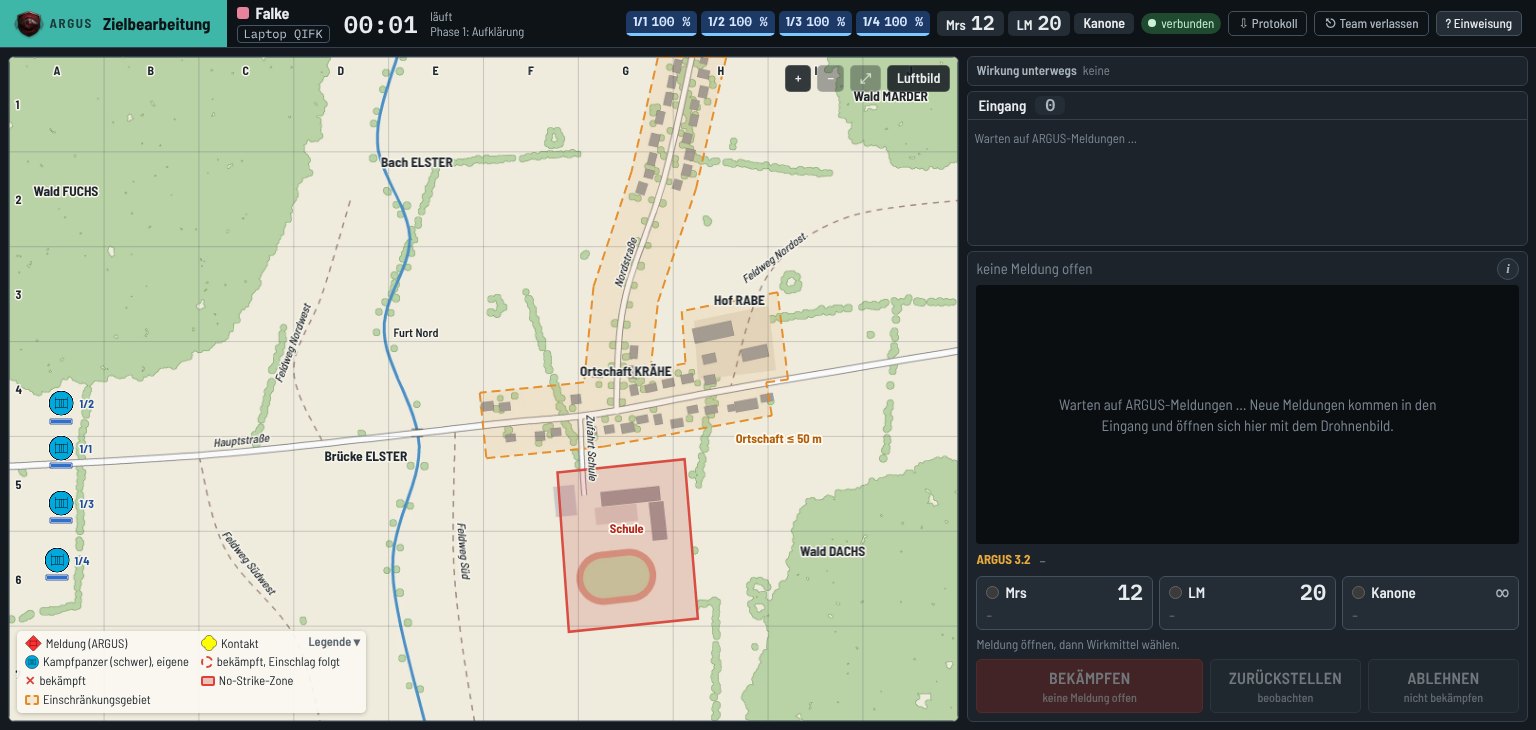 ARGUS Zielbearbeitung
Falke
Laptop QIFK
00:01
läuft
Phase 1: Aufklärung
1/1 100 %
1/2 100 %
1/3 100 %
1/4 100 %
Mrs 12
LM 20
Kanone
verbunden
⇩ Protokoll
Team verlassen
? Einweisung
A B C D E F G H
+
−
Luftbild
Wald MARDER
1
Bach ELSTER
Wald FUCHS
2
Nordstraße
Feldweg Nordost
3
Hof RABE
Feldweg Nordwest
Furt Nord
Ortschaft KRÄHE
4
1/2
Zufahrt Schule
Hauptstraße
Ortschaft ≤ 50 m
1/1
Brücke ELSTER
5
1/3
Schule
Feldweg Südwest
Feldweg Süd
Wald DACHS
1/4
6
Meldung (ARGUS)
Kontakt
Legende ▾
Kampfpanzer (schwer), eigene
bekämpft, Einschlag folgt
bekämpft
No-Strike-Zone
Einschränkungsgebiet
Wirkung unterwegs keine
Eingang 0
Warten auf ARGUS-Meldungen ...
keine Meldung offen
i
Warten auf ARGUS-Meldungen ... Neue Meldungen kommen in den
Eingang und öffnen sich hier mit dem Drohnenbild.
ARGUS 3.2 –
Mrs 12
–
LM 20
–
Kanone ∞
–
Meldung öffnen, dann Wirkmittel wählen.
BEKÄMPFEN
keine Meldung offen
ZURÜCKSTELLEN
beobachten
ABLEHNEN
nicht bekämpfen